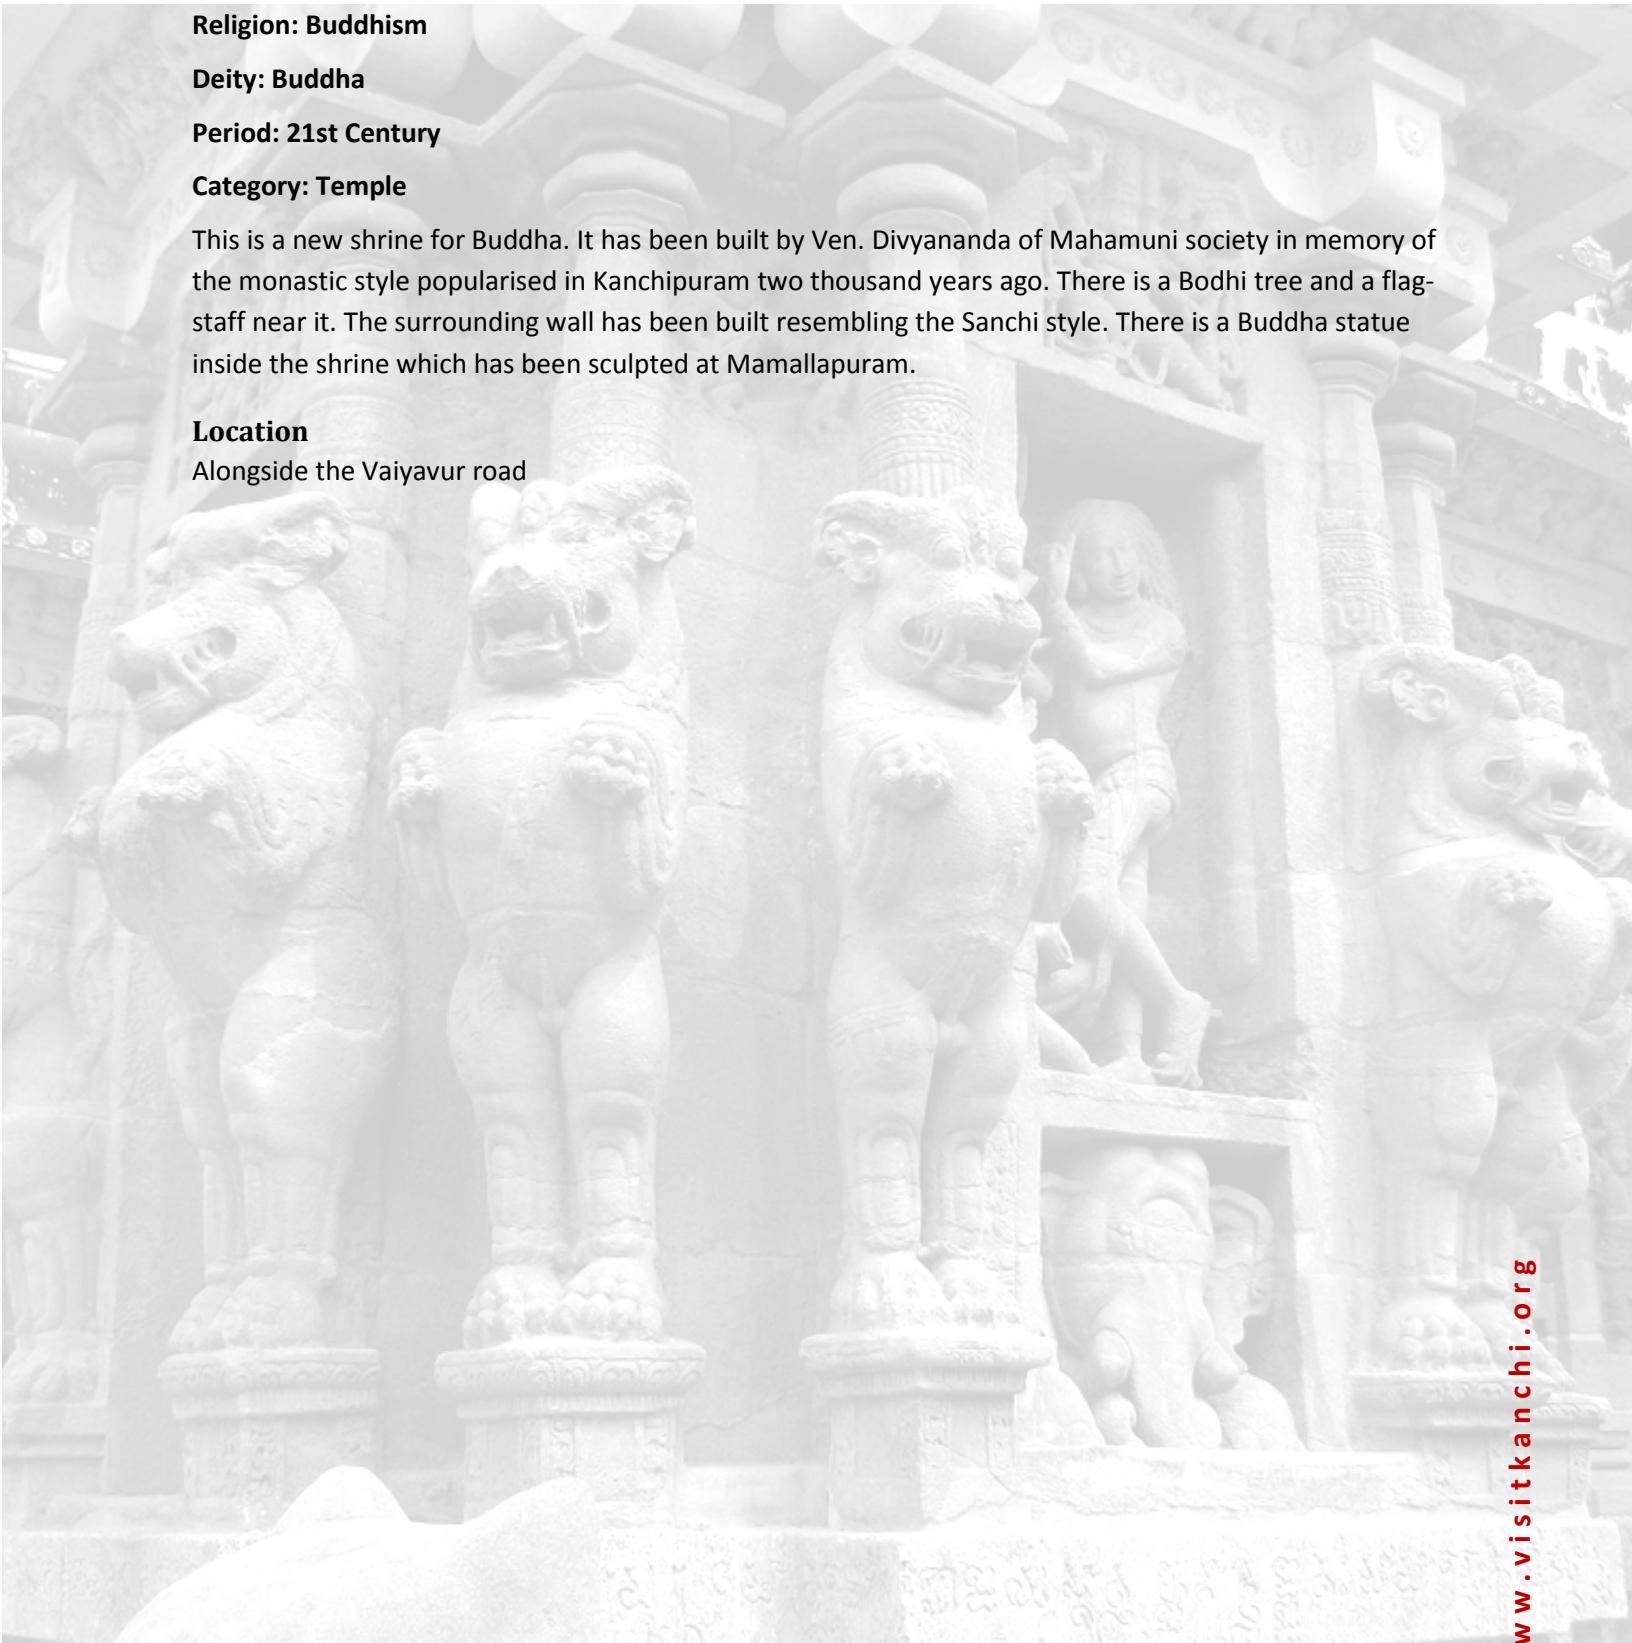 Religion: Buddhism
Deity: Buddha
Period: 21st Century
Category: Temple
This is a new shrine for Buddha. It has been built by Ven. Divyananda of Mahamuni society in memory of
the monastic style popularised in Kanchipuram two thousand years ago. There is a Bodhi tree and a flag-
staff near it. The surrounding wall has been built resembling the Sanchi style. There is a Buddha statue
inside the shrine which has been sculpted at Mamallapuram.
Location
Alongside the Vaiyavur road
w w . v i s i t k a n c h i . o r g